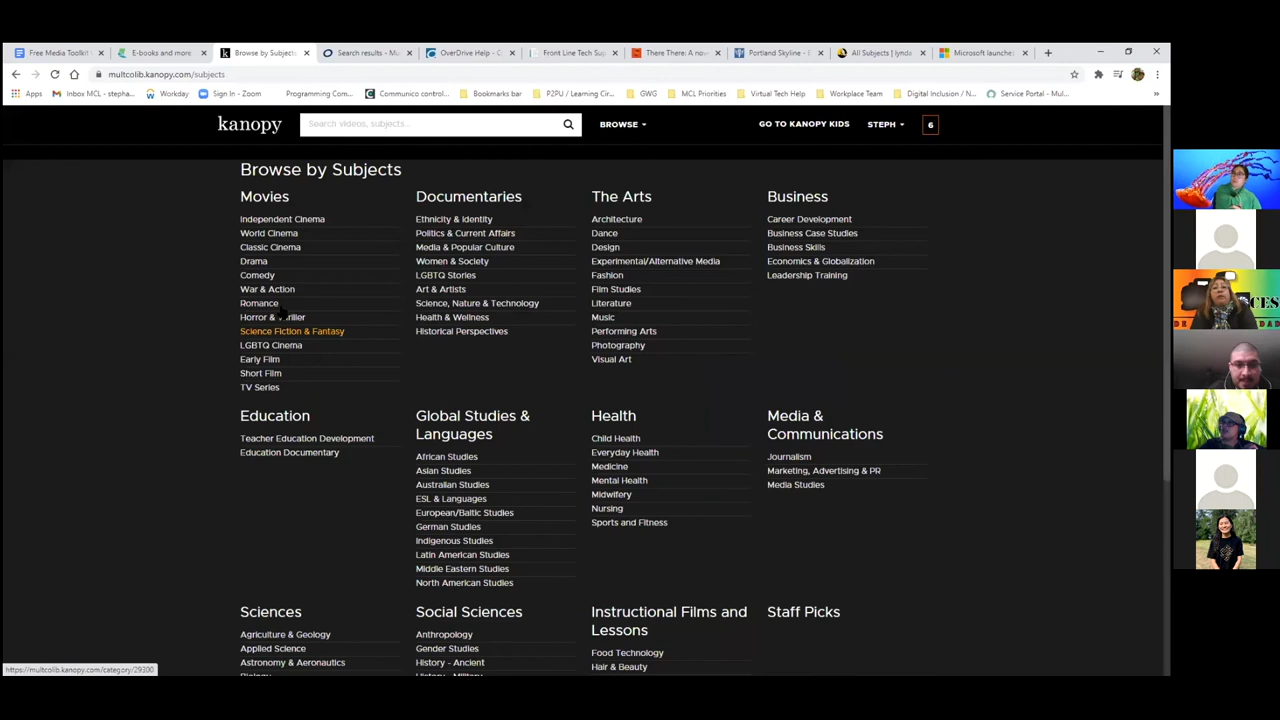 Free Media Toolkit
E-books and more
Browse by Subjects
Search results - Mul
OverDrive Help - C
Front Line Tech Sup
There There: A nov
Portland Skyline -
All Subjects | lynda
Microsoft launche
multcolib.kanopy.com/subjects
Apps
Inbox MCL - stepha...
Workday
Sign In - Zoom
Programming Com...
Communico control...
Bookmarks bar
P2PU / Learning Cir...
GWG
MCL Priorities
Virtual Tech Help
Workplace Team
Digital Inclusion / N...
Service Portal - Mul...
kanopy
Search videos, subjects...
BROWSE
GO TO KANOPY KIDS
STEPH
6
Browse by Subjects
Movies
Independent Cinema
World Cinema
Classic Cinema
Drama
Comedy
War & Action
Romance
Horror & Thriller
Science Fiction & Fantasy
LGBTQ Cinema
Early Film
Short Film
TV Series
Documentaries
Ethnicity & Identity
Politics & Current Affairs
Media & Popular Culture
Women & Society
LGBTQ Stories
Art & Artists
Science, Nature & Technology
Health & Wellness
Historical Perspectives
The Arts
Architecture
Dance
Design
Experimental/Alternative Media
Fashion
Film Studies
Literature
Music
Performing Arts
Photography
Visual Art
Business
Career Development
Business Case Studies
Business Skills
Economics & Globalization
Leadership Training
Education
Teacher Education Development
Education Documentary
Global Studies &
Languages
African Studies
Asian Studies
Australian Studies
ESL & Languages
European/Baltic Studies
German Studies
Indigenous Studies
Latin American Studies
Middle Eastern Studies
North American Studies
Health
Child Health
Everyday Health
Medicine
Mental Health
Midwifery
Nursing
Sports and Fitness
Media &
Communications
Journalism
Marketing, Advertising & PR
Media Studies
Sciences
Agriculture & Geology
Applied Science
Astronomy & Aeronautics
Social Sciences
Anthropology
Gender Studies
History - Ancient
Instructional Films and
Lessons
Food Technology
Hair & Beauty
Staff Picks
https://multcolib.kanopy.com/category/29300